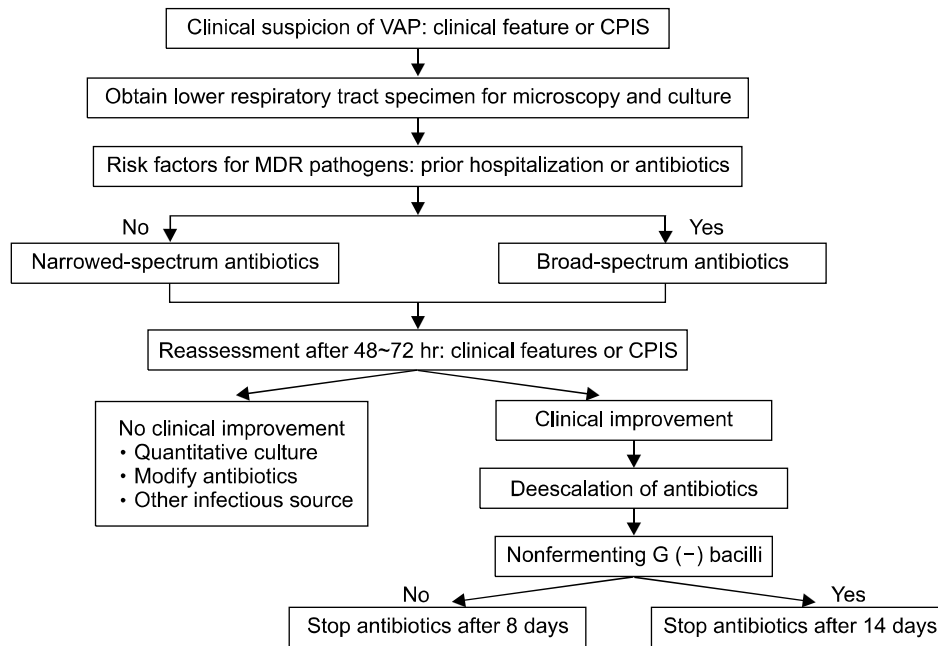 Clinical suspicion of VAP: clinical feature or CPIS
Obtain lower respiratory tract specimen for microscopy and culture
Risk factors for MDR pathogens: prior hospitalization or antibiotics
No
Yes
Narrowed-spectrum antibiotics
Broad-spectrum antibiotics
Reassessment after 48~72 hr: clinical features or CPIS
No clinical improvement
• Quantitative culture
• Modify antibiotics
• Other infectious source
Clinical improvement
Deescalation of antibiotics
Nonfermenting G (−) bacilli
No
Yes
Stop antibiotics after 8 days
Stop antibiotics after 14 days